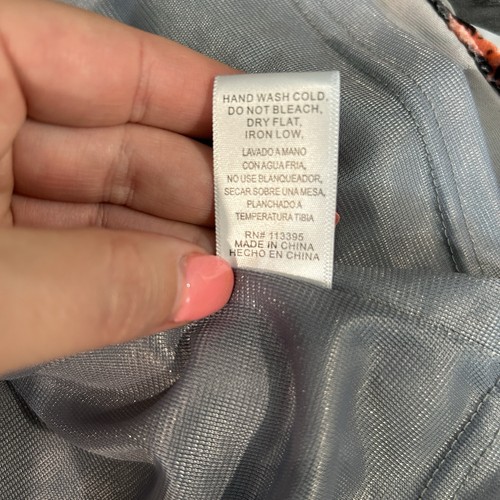 HAND WASH COLD,
DO NOT BLEACH,
DRY FLAT,
IRON LOW,
LAVADO A MANO
CON AGUA FRIA,
NO USE BLANQUEADOR,
SECAR SOBRE UNA MESA,
PLANCHADO A
TEMPERATURA TIBIA
RN# 113395
MADE IN CHINA
HECHO EN CHINA